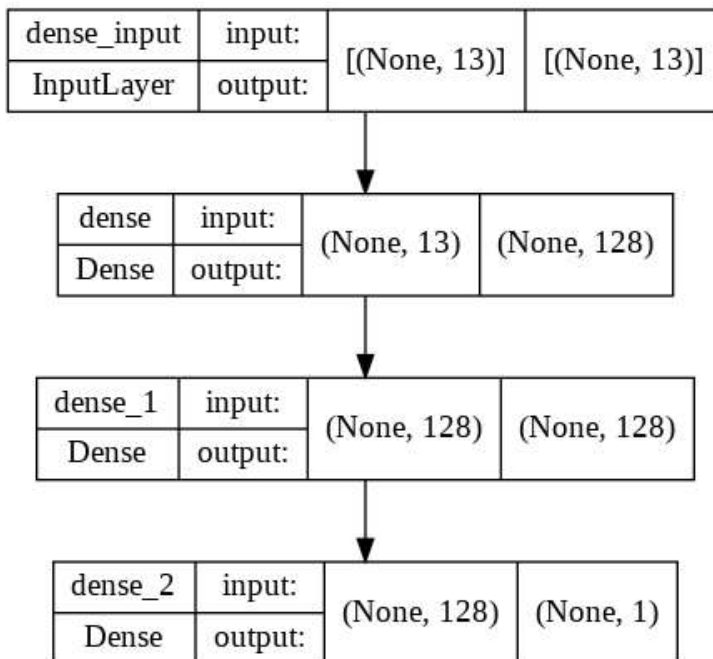 dense_input input: [(None, 13)] [(None, 13)]
InputLayer output:
dense input: (None, 13) (None, 128)
Dense output:
dense_1 input: (None, 128) (None, 128)
Dense output:
dense_2 input: (None, 128) (None, 1)
Dense output: